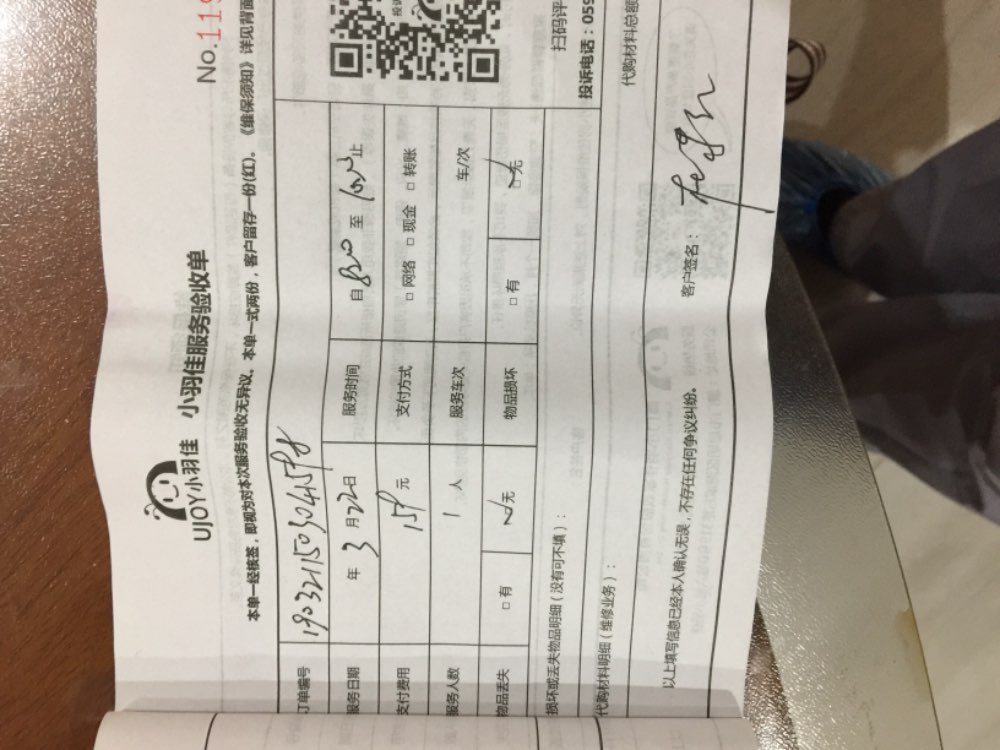 No.119
UJOY小羽佳 小羽佳服务验收单
本单一经核签，即视为对本次服务验收无异议、本单一式两份，客户留存一份(红)。《维保须知》详见背面
订单编号
服务日期 年 3 月 22 日 服务时间 自 820 至 止
支付费用 元 支付方式 □ 网络 □ 现金 □ 转账
服务人数 1 人 服务车次 车/次
物品丢失 □ 有 无 物品损坏 □ 有 □ 无
损坏或丢失物品明细（没有可不填）：
代购材料明细（维修业务）：
扫码评
投诉电话：059
代购材料总额
以上填写信息已经本人确认无误，不存在任何争议纠纷。 客户签名：